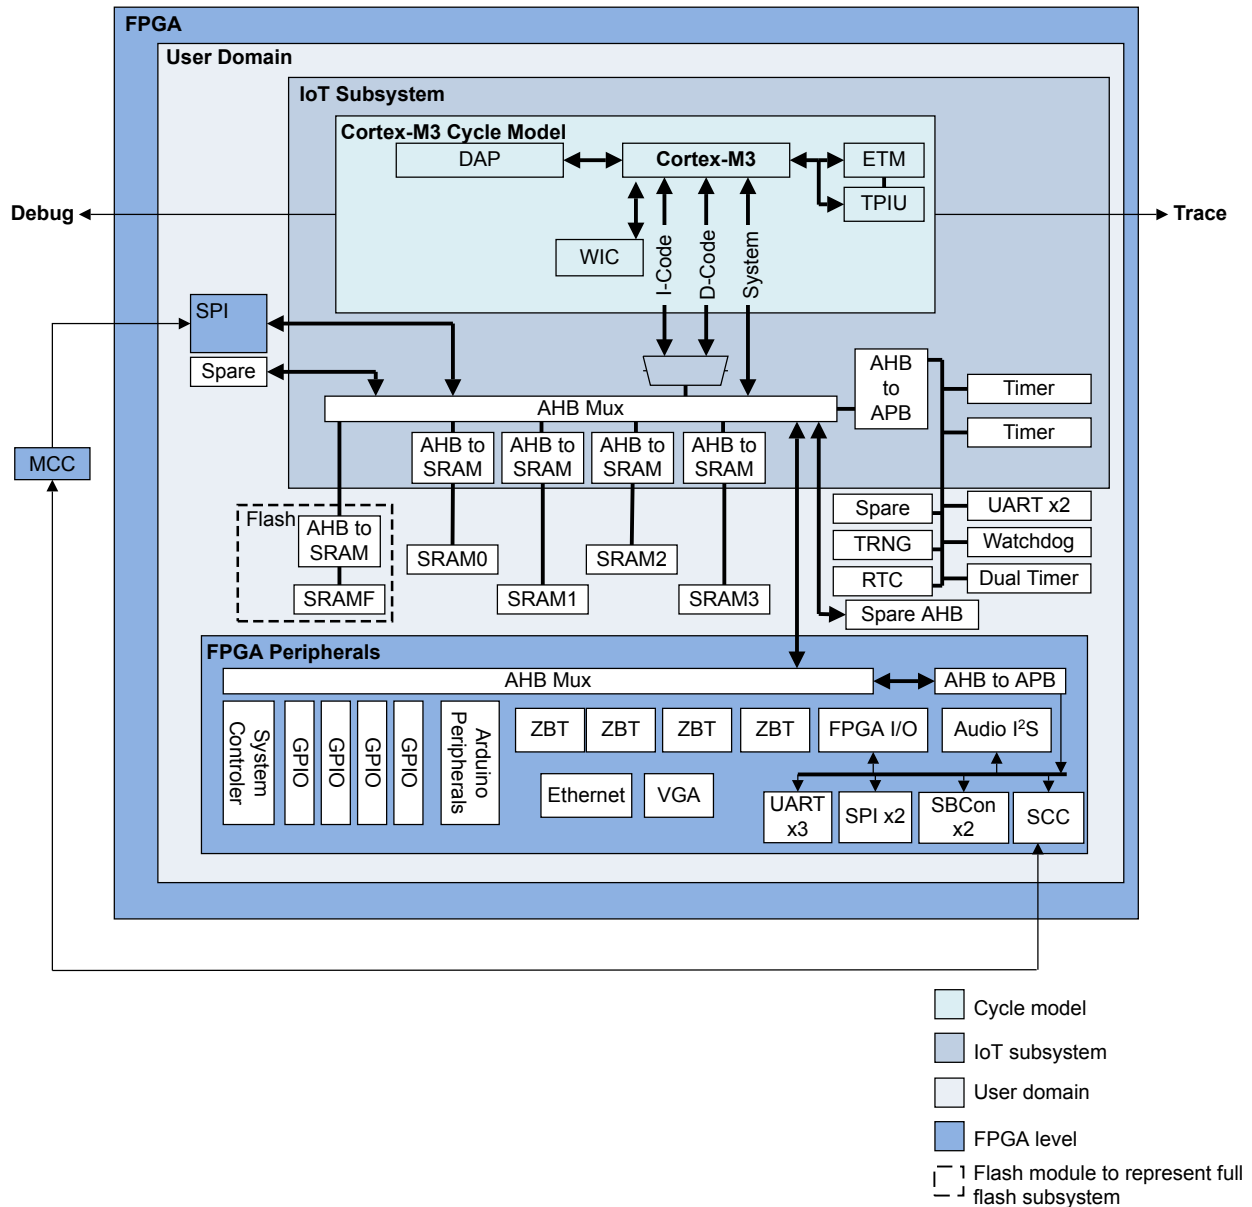 FPGA
User Domain
IoT Subsystem
Cortex-M3 Cycle Model
DAP
Cortex-M3
ETM
TPIU
WIC
I-Code
D-Code
System
Debug
Trace
SPI
Spare
MCC
AHB
to
APB
Timer
Timer
AHB Mux
AHB to
SRAM
AHB to
SRAM
AHB to
SRAM
AHB to
SRAM
Flash
AHB to
SRAM
SRAMF
SRAM0
SRAM1
SRAM2
SRAM3
Spare
TRNG
RTC
UART x2
Watchdog
Dual Timer
Spare AHB
FPGA Peripherals
AHB Mux
AHB to APB
System
Controller
GPIO
GPIO
GPIO
GPIO
Arduino
Peripherals
ZBT
ZBT
ZBT
ZBT
FPGA I/O
Audio I²S
Ethernet
VGA
UART
x3
SPI x2
SBCon
x2
SCC
Cycle model
IoT subsystem
User domain
FPGA level
Flash module to represent full
flash subsystem